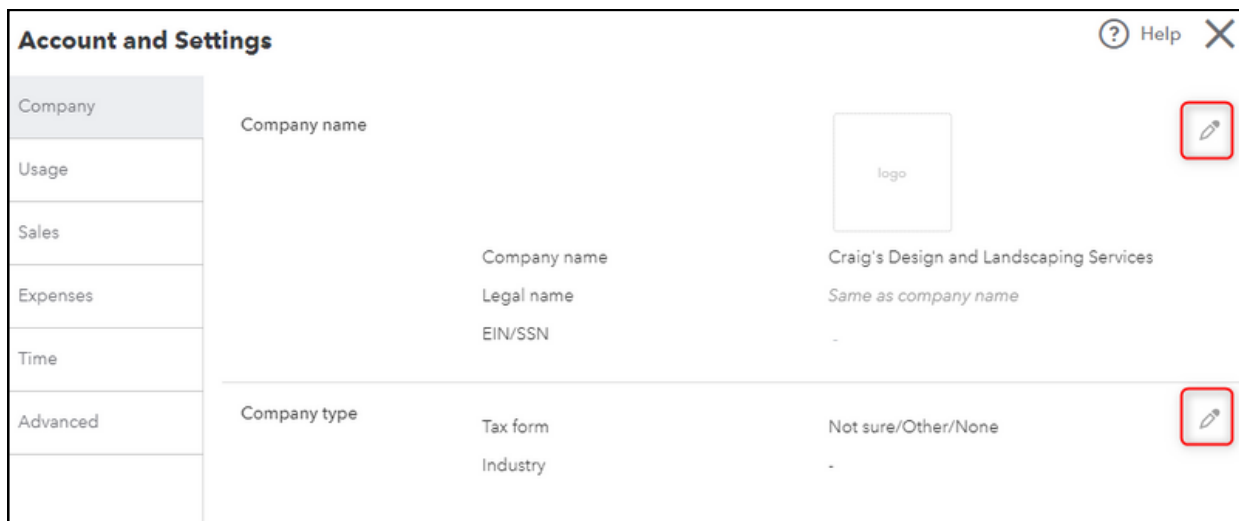 Account and Settings
? Help
Company
Usage
Sales
Expenses
Time
Advanced
Company name
logo
Company name Craig's Design and Landscaping Services
Legal name Same as company name
EIN/SSN -
Company type
Tax form Not sure/Other/None
Industry -